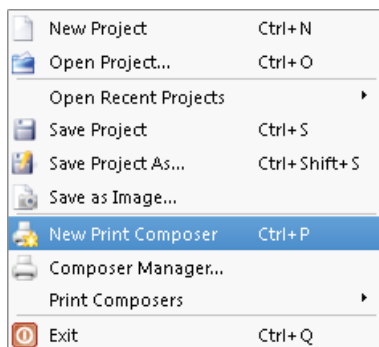 New Project Ctrl+N
Open Project... Ctrl+O
Open Recent Projects
Save Project Ctrl+S
Save Project As... Ctrl+Shift+S
Save as Image...
New Print Composer Ctrl+P
Composer Manager...
Print Composers
Exit Ctrl+Q